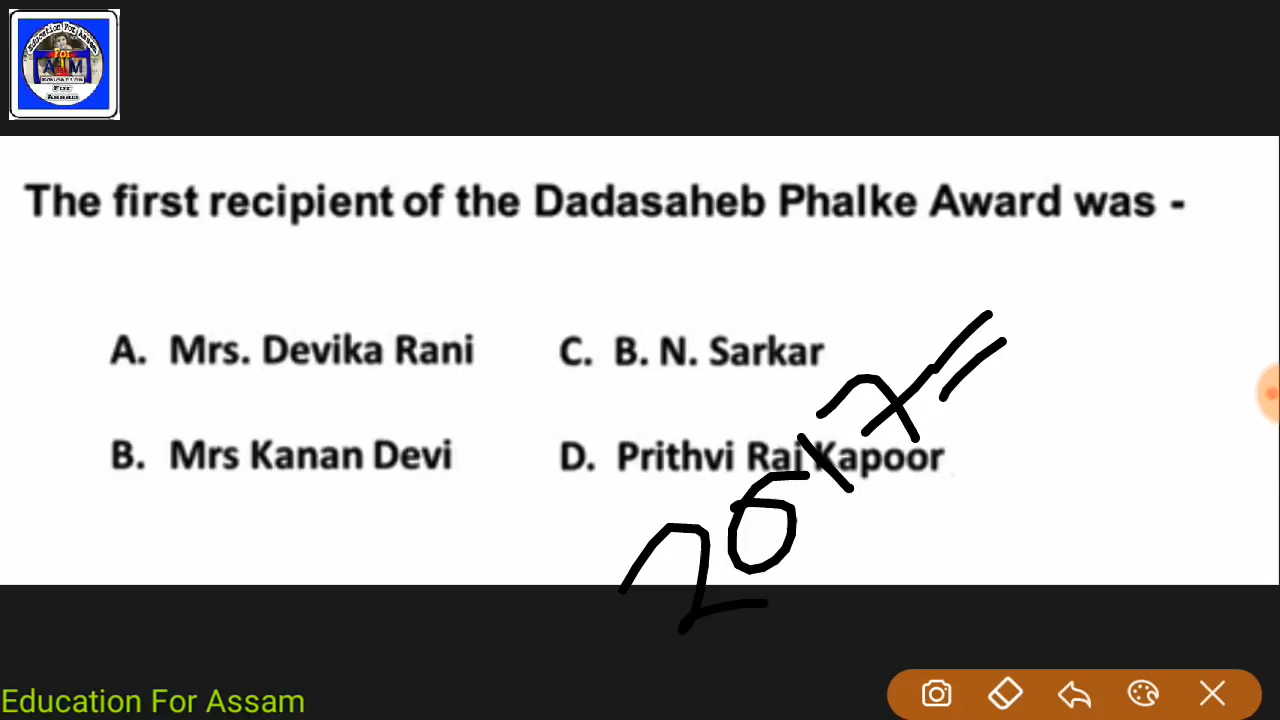 The first recipient of the Dadasaheb Phalke Award was -
A. Mrs. Devika Rani
C. B. N. Sarkar
B. Mrs Kanan Devi
D. Prithvi Raj Kapoor
2017=
Education For Assam